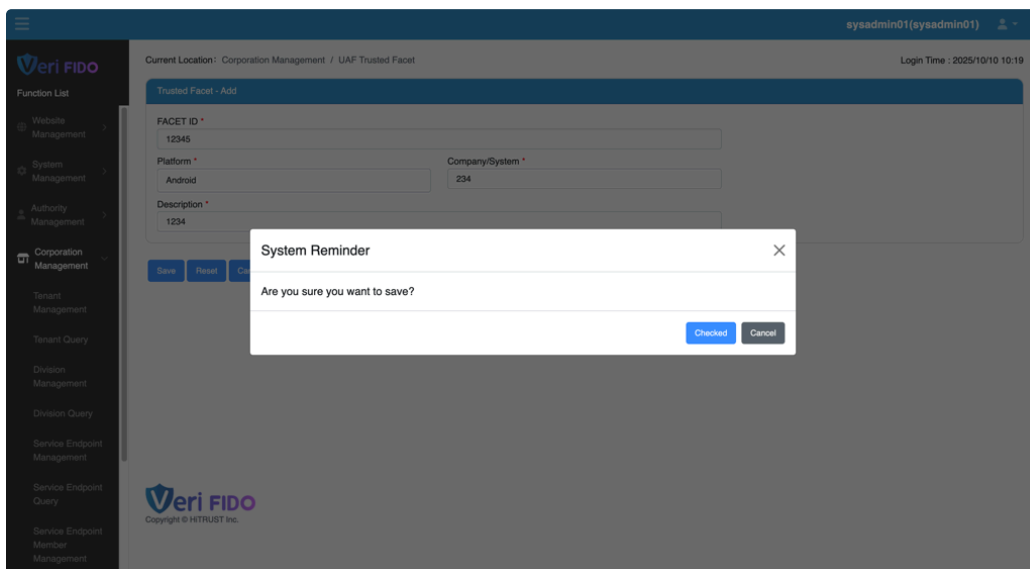 sysadmin01(sysadmin01)
Veri FIDO
Current Location： Corporation Management / UAF Trusted Facet
Login Time : 2025/10/10 10:19
Function List
Trusted Facet - Add
Website
Management
FACET ID *
12345
System
Management
Platform *
Company/System *
Android
234
Authority
Management
Description *
1234
Corporation
Management
Save
Reset
System Reminder
Are you sure you want to save?
Checked
Cancel
Tenant
Management
Tenant Query
Division
Management
Division Query
Service Endpoint
Management
Service Endpoint
Query
Service Endpoint
Member
Management
Veri FIDO
Copyright © HiTRUST Inc.